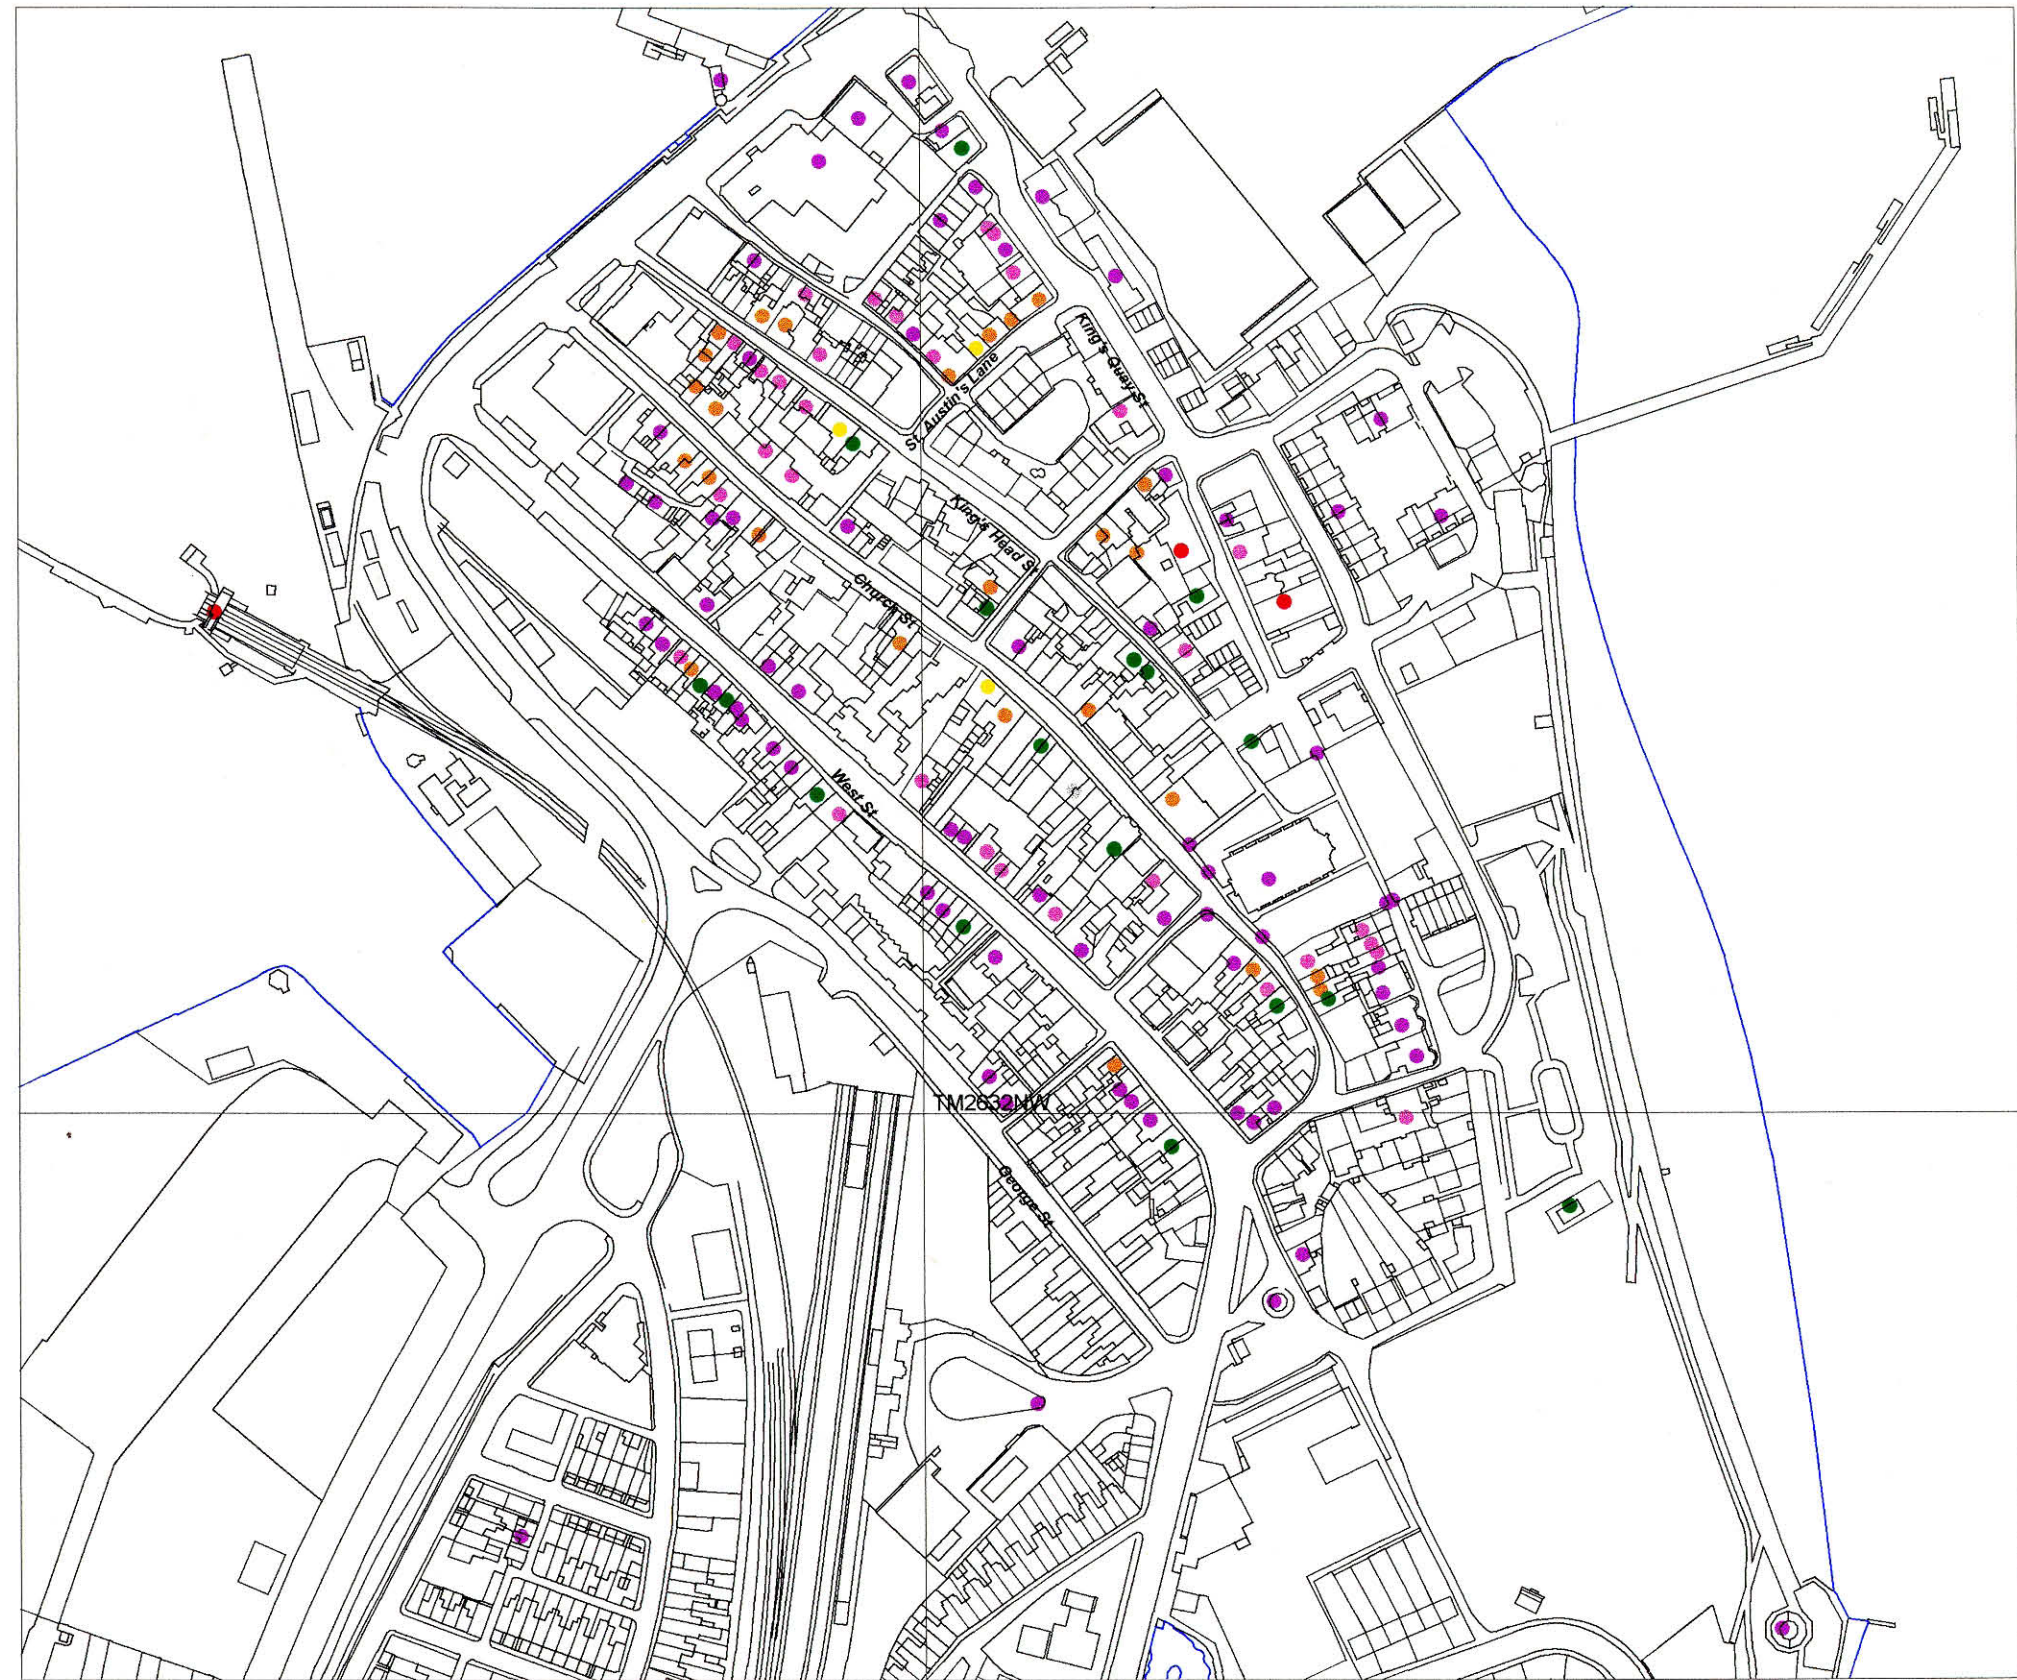 King's Quay St
St. Austin's Lane
King's Head St
Church St
West St
TM2632NW
George St